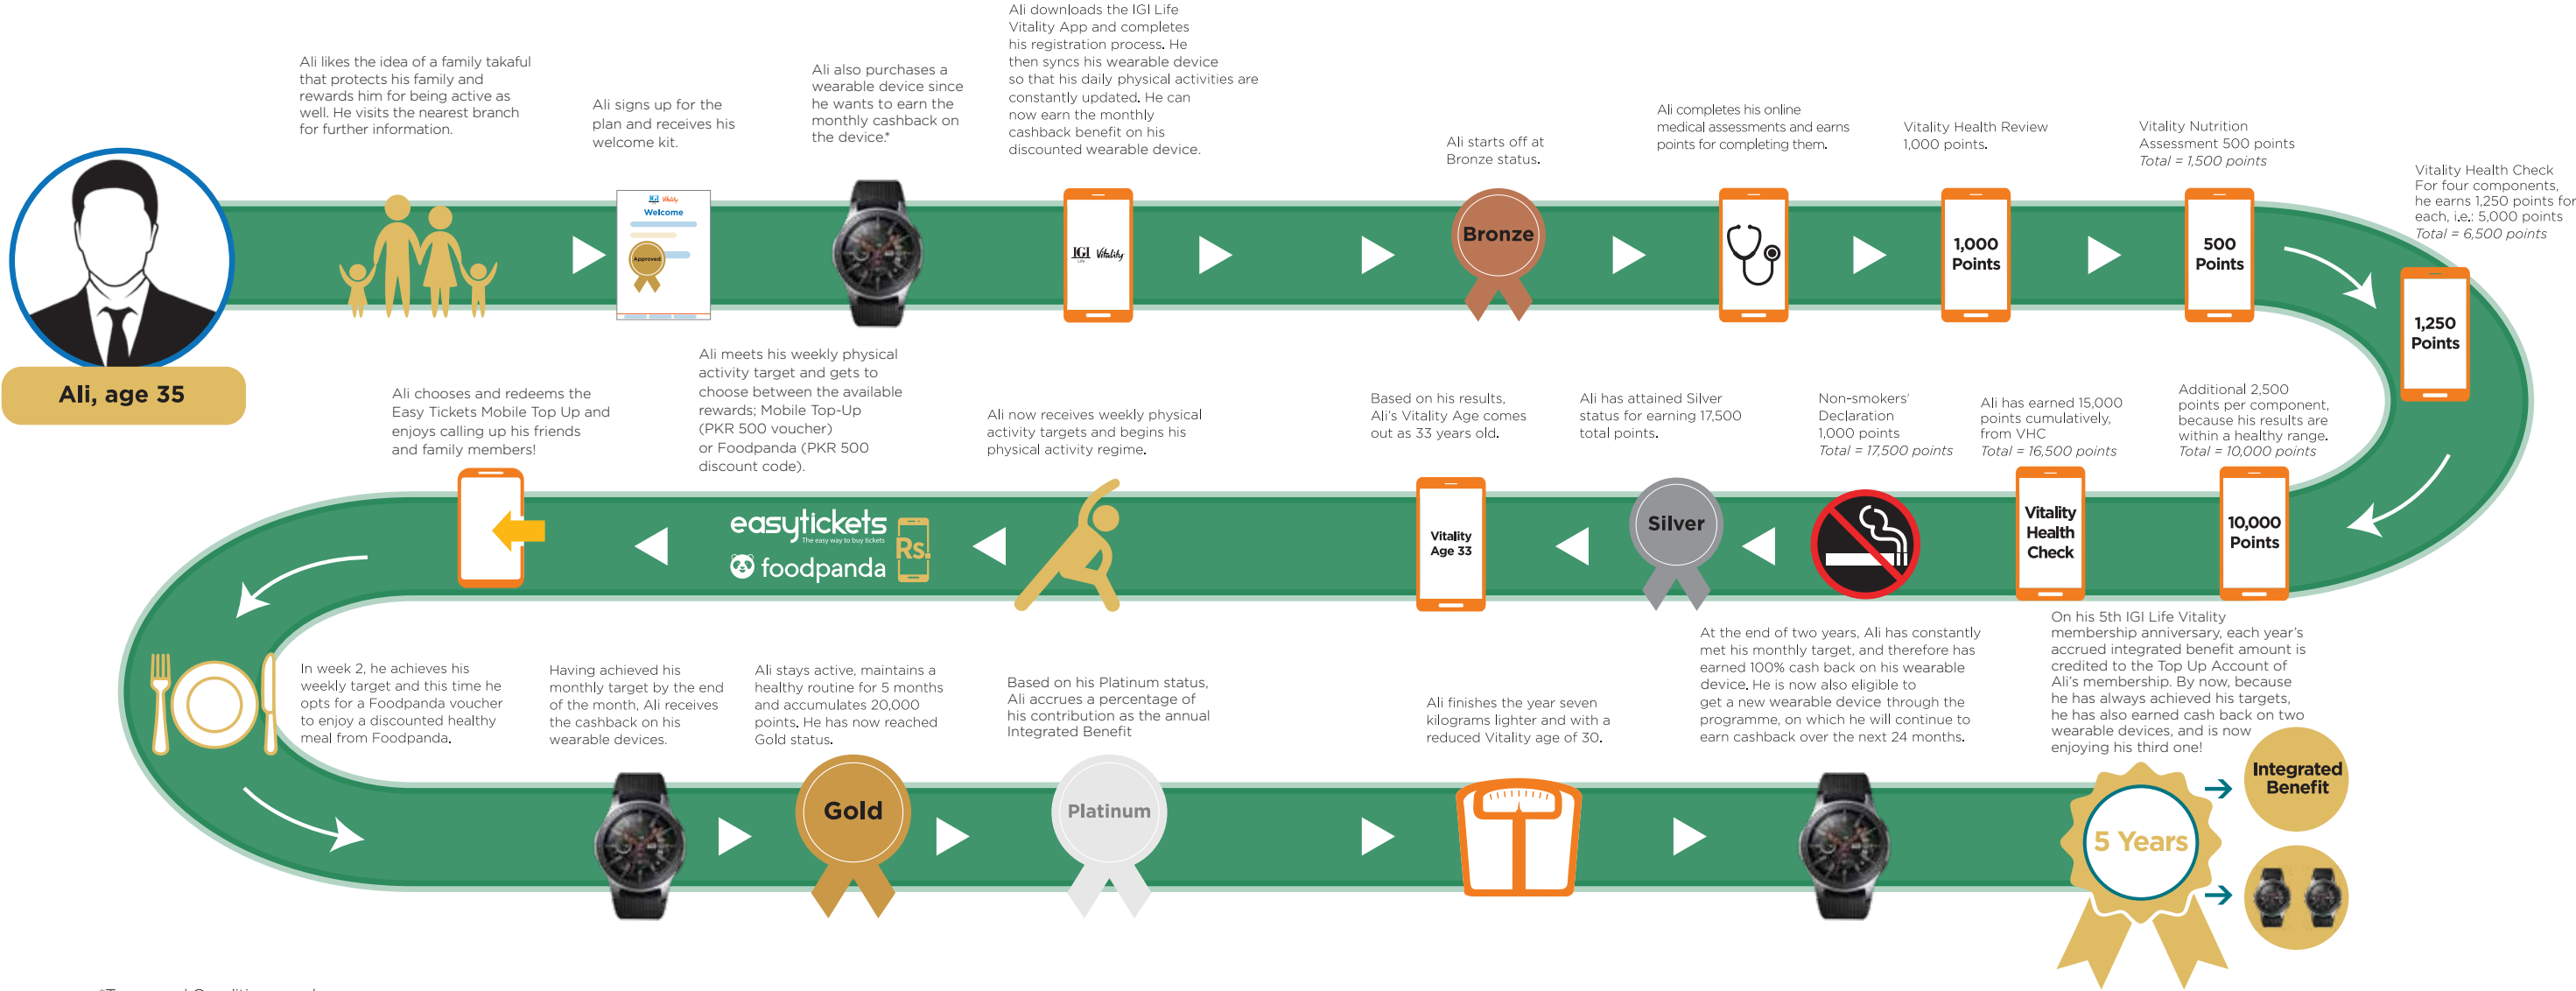 Ali, age 35
Ali likes the idea of a family takaful
that protects his family and
rewards him for being active as
well. He visits the nearest branch
for further information.
Ali signs up for the
plan and receives his
welcome kit.
IGI Vitality
Life
Welcome
Approved
Ali also purchases a
wearable device since
he wants to earn the
monthly cashback on
the device.*
Ali downloads the IGI Life
Vitality App and completes
his registration process. He
then syncs his wearable device
so that his daily physical activities are
constantly updated. He can
now earn the monthly
cashback benefit on his
discounted wearable device.
IGI Vitality
Life
Ali starts off at
Bronze status.
Bronze
Ali completes his online
medical assessments and earns
points for completing them.
Vitality Health Review
1,000 points.
1,000
Points
Vitality Nutrition
Assessment 500 points
Total = 1,500 points
500
Points
Vitality Health Check
For four components,
he earns 1,250 points for
each, i.e.: 5,000 points
Total = 6,500 points
1,250
Points
Additional 2,500
points per component,
because his results are
within a healthy range.
Total = 10,000 points
10,000
Points
Ali has earned 15,000
points cumulatively,
from VHC
Total = 16,500 points
Vitality
Health
Check
Non-smokers'
Declaration
1,000 points
Total = 17,500 points
Ali has attained Silver
status for earning 17,500
total points.
Silver
Based on his results,
Ali's Vitality Age comes
out as 33 years old.
Vitality
Age 33
Ali now receives weekly physical
activity targets and begins his
physical activity regime.
Ali meets his weekly physical
activity target and gets to
choose between the available
rewards; Mobile Top-Up
(PKR 500 voucher)
or Foodpanda (PKR 500
discount code).
easytickets
The easy way to buy tickets
foodpanda
Rs.
Ali chooses and redeems the
Easy Tickets Mobile Top Up and
enjoys calling up his friends
and family members!
In week 2, he achieves his
weekly target and this time he
opts for a Foodpanda voucher
to enjoy a discounted healthy
meal from Foodpanda.
Having achieved his
monthly target by the end
of the month, Ali receives
the cashback on his
wearable devices.
Ali stays active, maintains a
healthy routine for 5 months
and accumulates 20,000
points. He has now reached
Gold status.
Gold
Based on his Platinum status,
Ali accrues a percentage of
his contribution as the annual
Integrated Benefit
Platinum
Ali finishes the year seven
kilograms lighter and with a
reduced Vitality age of 30.
At the end of two years, Ali has constantly
met his monthly target, and therefore has
earned 100% cash back on his wearable
device. He is now also eligible to
get a new wearable device through the
programme, on which he will continue to
earn cashback over the next 24 months.
On his 5th IGI Life Vitality
membership anniversary, each year's
accrued integrated benefit amount is
credited to the Top Up Account of
Ali's membership. By now, because
he has always achieved his targets,
he has also earned cash back on two
wearable devices, and is now
enjoying his third one!
5 Years
Integrated
Benefit